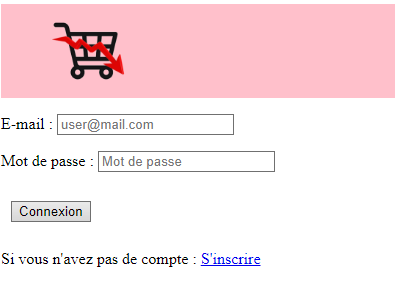 E-mail : user@mail.com
Mot de passe : Mot de passe
Connexion
Si vous n'avez pas de compte : S'inscrire